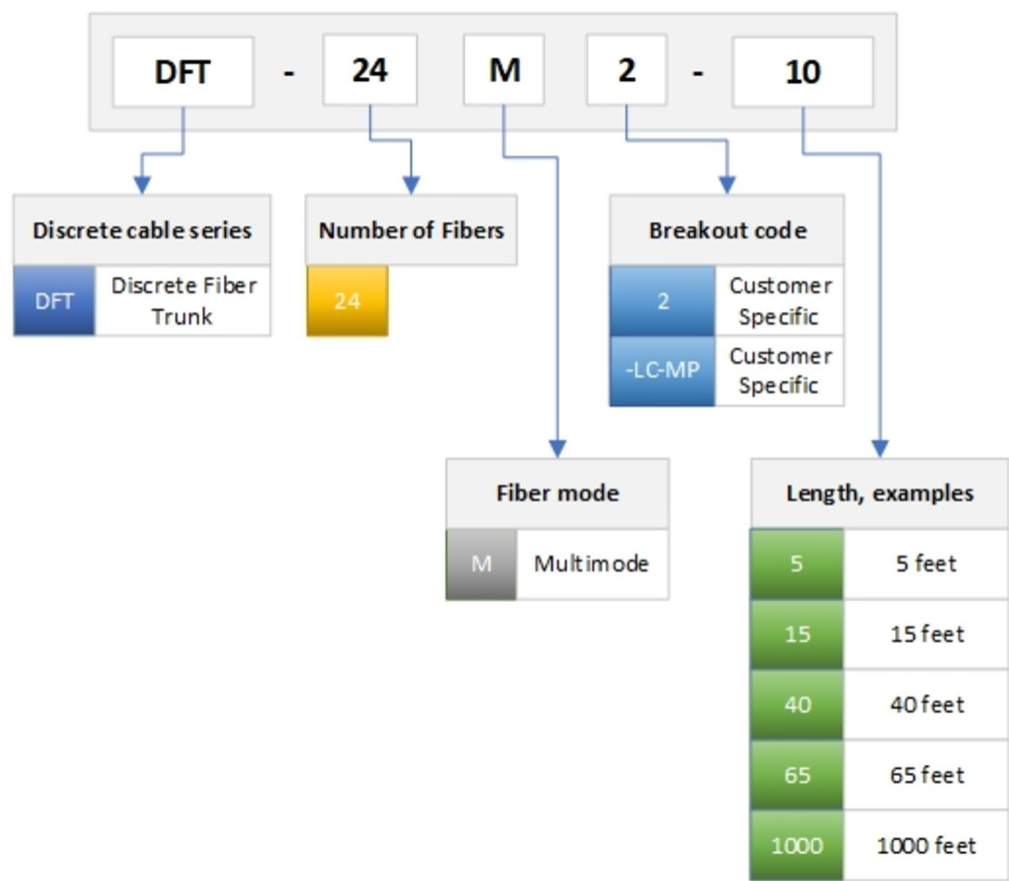 DFT - 24 M 2 - 10
Discrete cable series
DFT
Discrete Fiber
Trunk
Number of Fibers
24
Breakout code
2
Customer
Specific
-LC-MP
Customer
Specific
Fiber mode
M
Multimode
Length, examples
5
5 feet
15
15 feet
40
40 feet
65
65 feet
1000
1000 feet